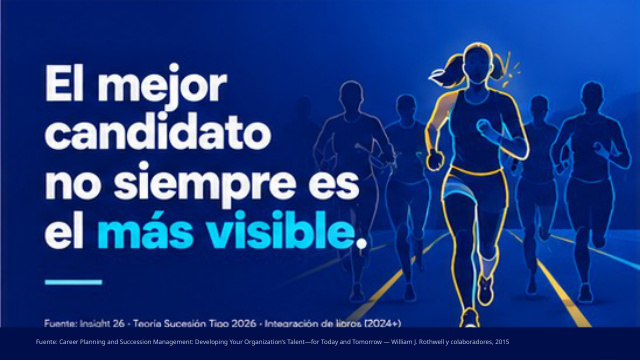 El mejor
candidato
no siempre es
el más visible.
Fuente: Insight 26 · Teoría Sucesión Tigo 2026 · Integración de libros (2024+)
Fuente: Career Planning and Succession Management: Developing Your Organization's Talent—for Today and Tomorrow — William J. Rothwell y colaboradores, 2015